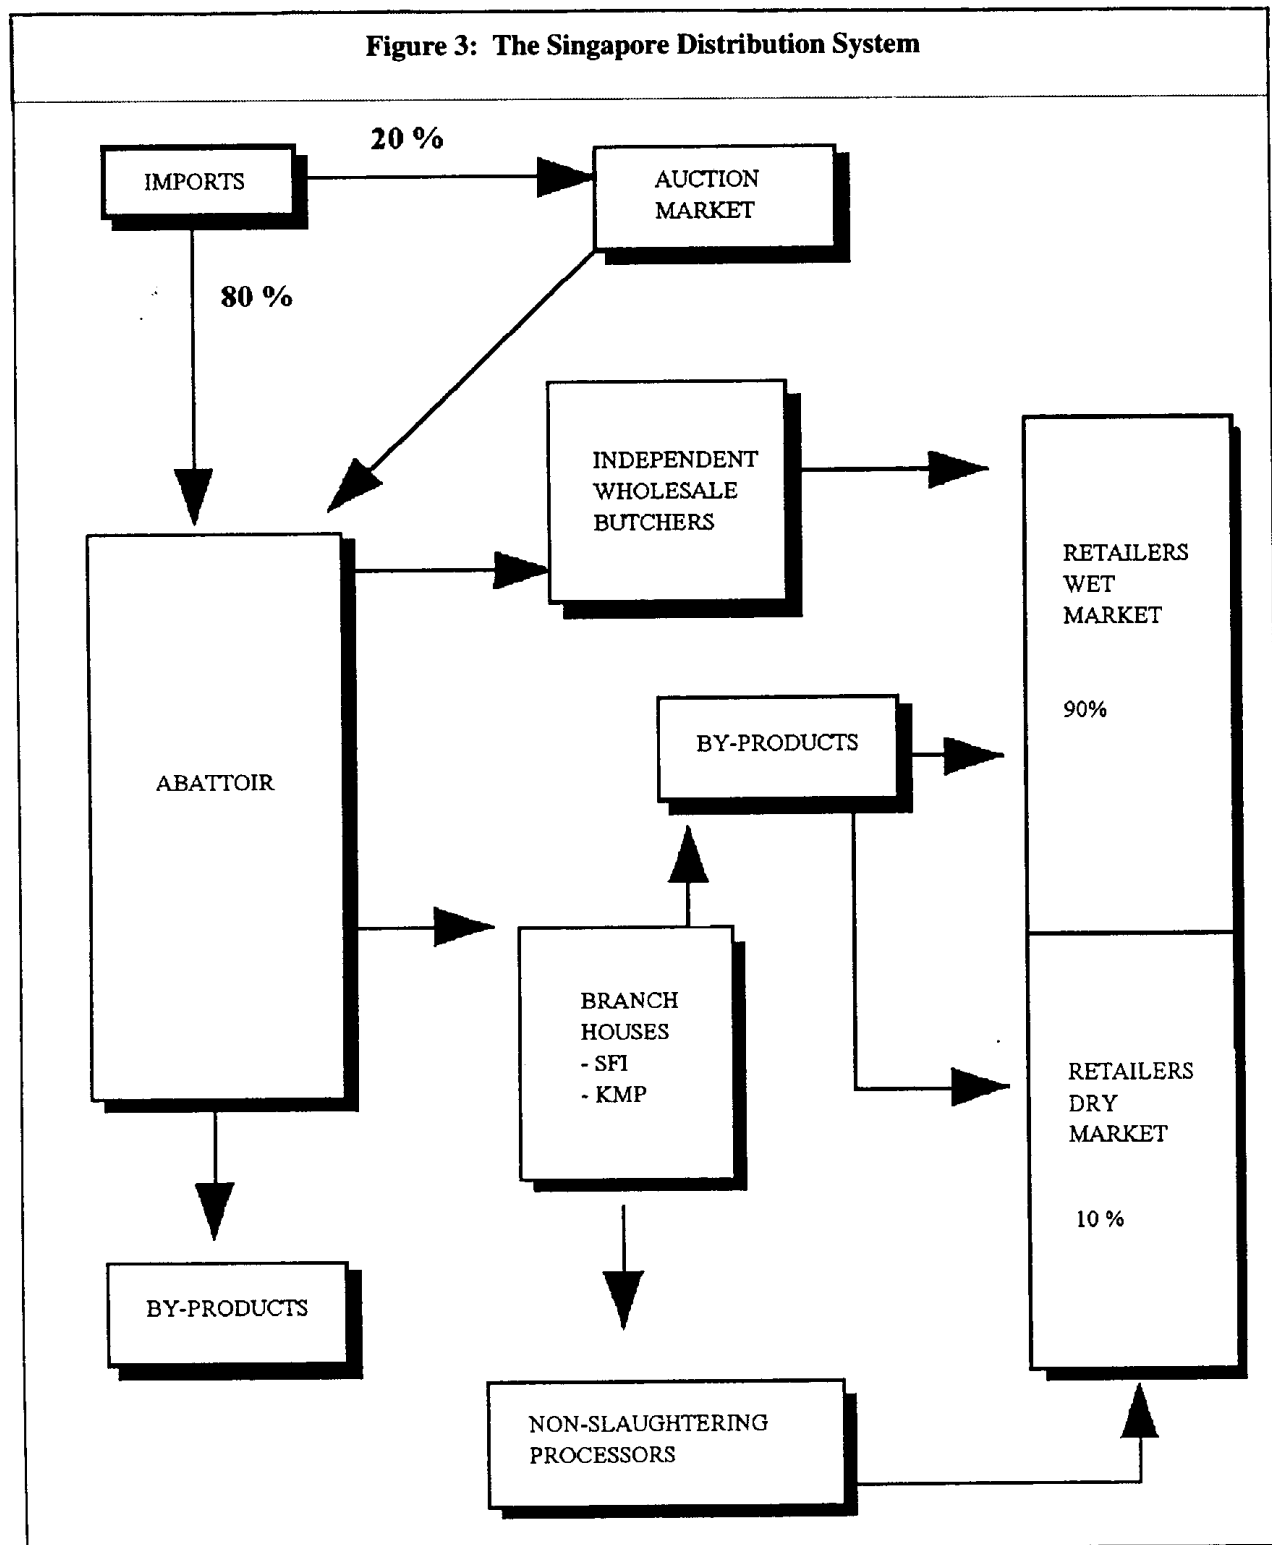 Figure 3: The Singapore Distribution System
20 %
IMPORTS
AUCTION
MARKET
80 %
INDEPENDENT
WHOLESALE
BUTCHERS
RETAILERS
WET
MARKET
90%
BY-PRODUCTS
ABATTOIR
BRANCH
HOUSES
- SFI
- KMP
RETAILERS
DRY
MARKET
10 %
BY-PRODUCTS
NON-SLAUGHTERING
PROCESSORS